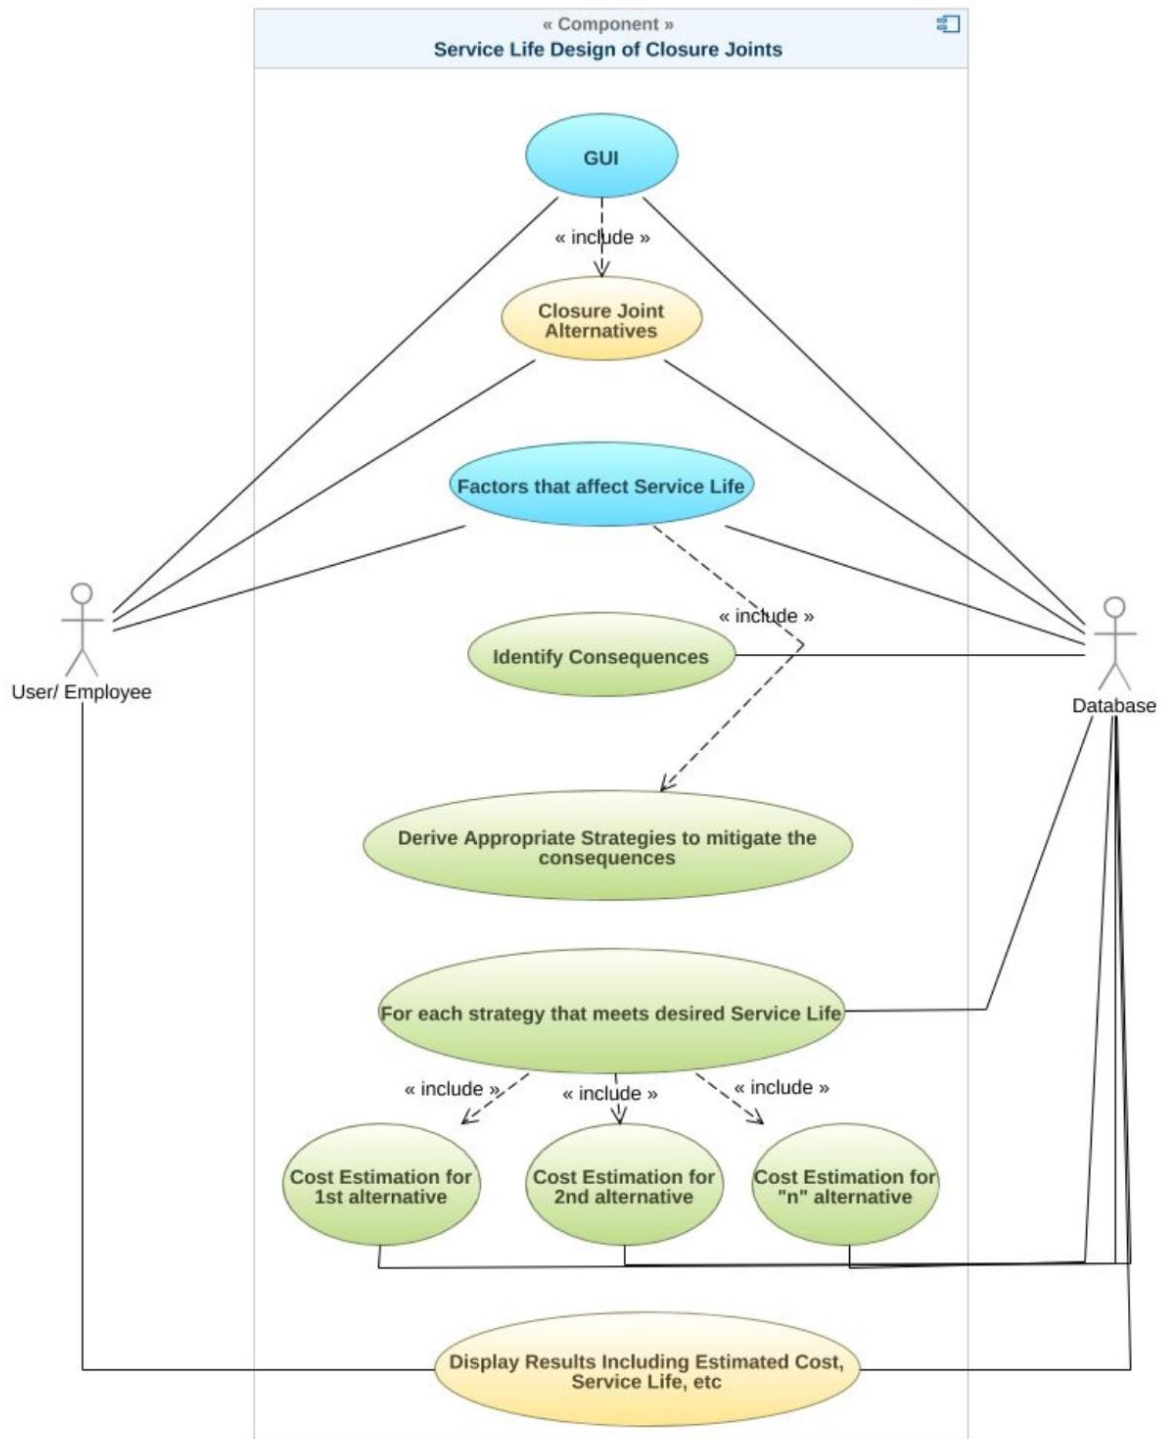 « Component »
Service Life Design of Closure Joints
GUI
« include »
Closure Joint
Alternatives
Factors that affect Service Life
« include »
Identify Consequences
User/ Employee
Database
Derive Appropriate Strategies to mitigate the
consequences
For each strategy that meets desired Service Life
« include »
« include »
« include »
Cost Estimation for
1st alternative
Cost Estimation for
2nd alternative
Cost Estimation for
"n" alternative
Display Results Including Estimated Cost,
Service Life, etc